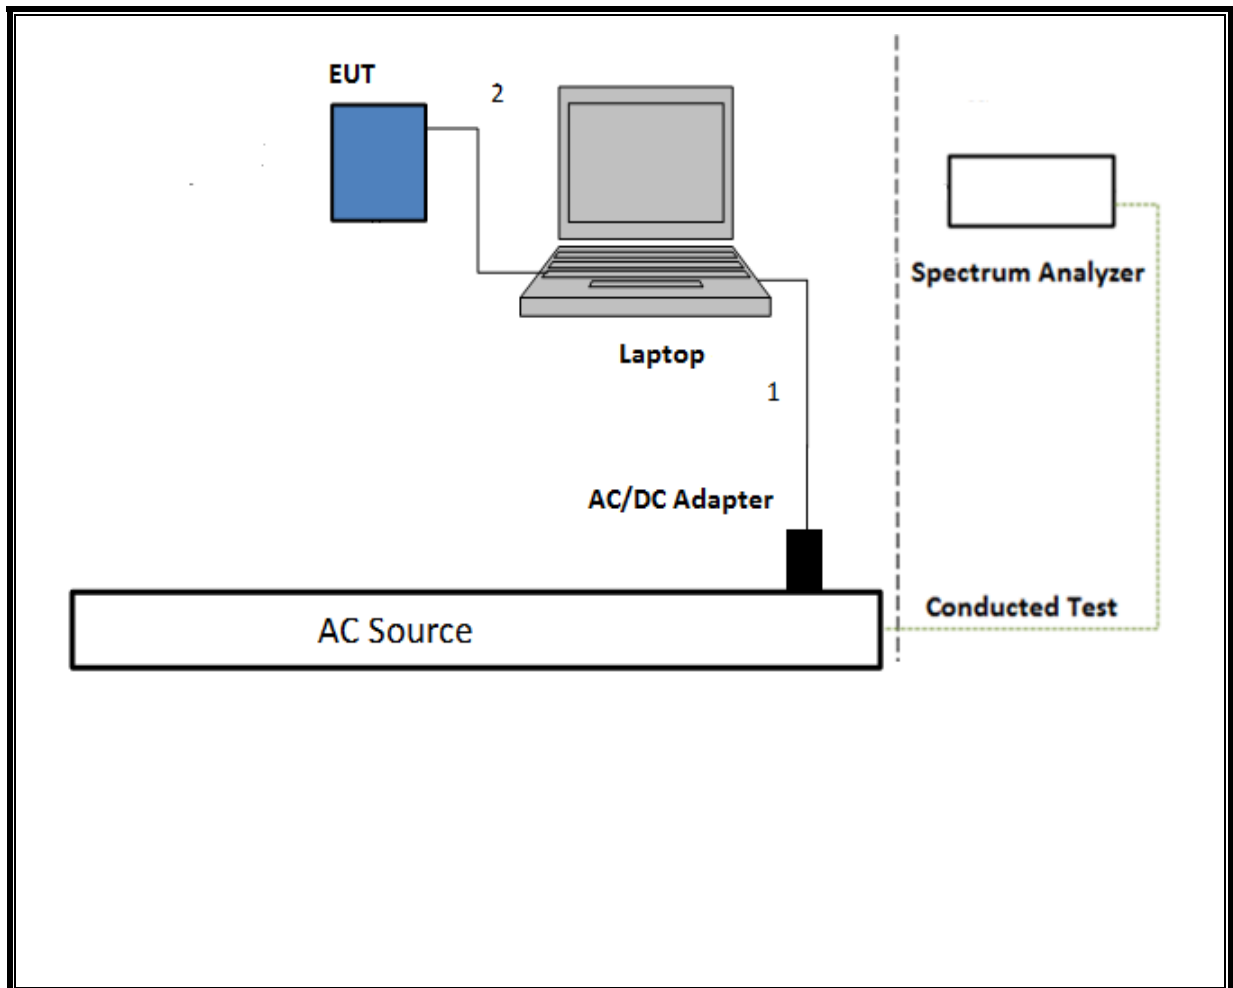 EUT
2
Spectrum Analyzer
Laptop
1
AC/DC Adapter
Conducted Test
AC Source